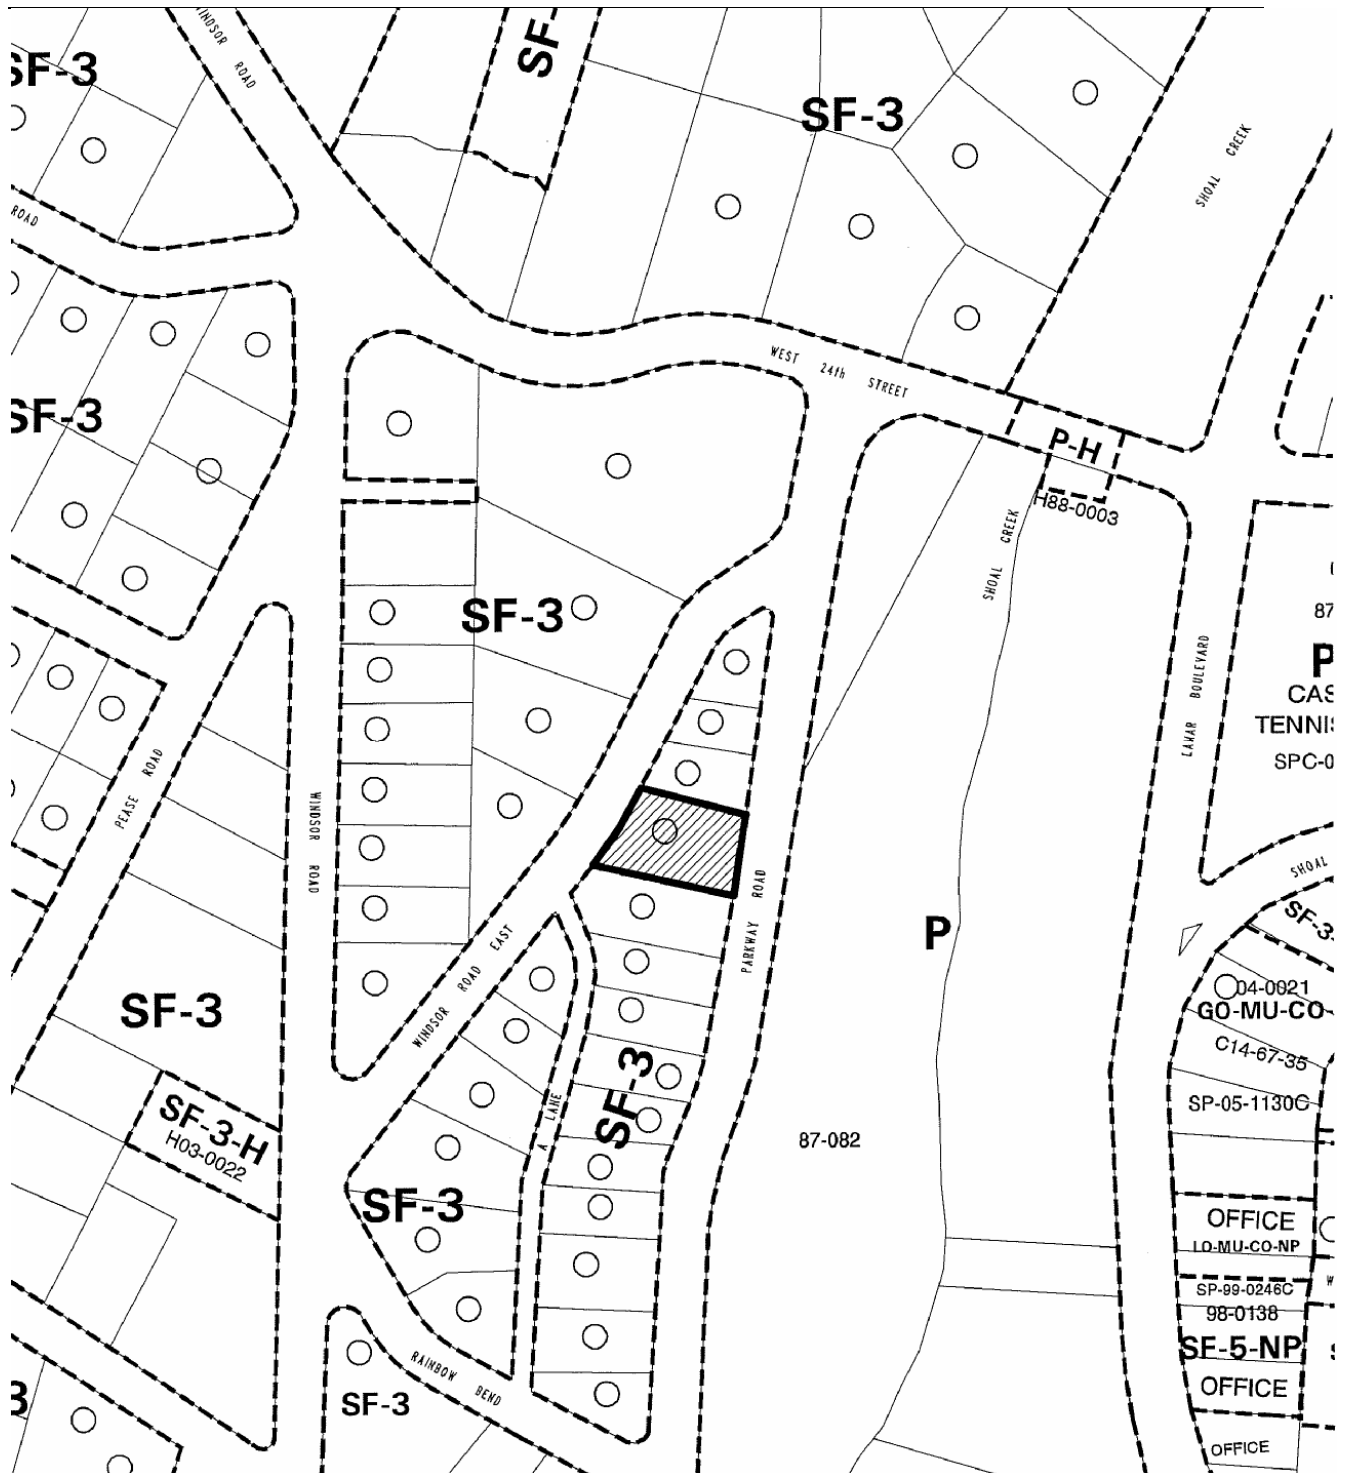 WINDSOR ROAD
SF-3
SF-
SF-3
SHOAL CREEK
ROAD
WEST 24th STREET
SF-3
P-H
H88-0003
SHOAL CREEK
SF-3
87
LAMAR BOULEVARD
P
CAS
TENNIS
SPC-0
PEASE ROAD
WINDSOR ROAD
PARKWAY ROAD
SHOAL
SF-3-
WINDSOR ROAD EAST
P
04-0021
GO-MU-CO-
SF-3
C14-67-35
SF-3
SP-05-1130C
A LANE
SF-3-H
H03-0022
87-082
SF-3
OFFICE
LO-MU-CO-NP
SP-99-0246C
98-0138
SF-5-NP
RAINBOW BEND
OFFICE
3
SF-3
OFFICE